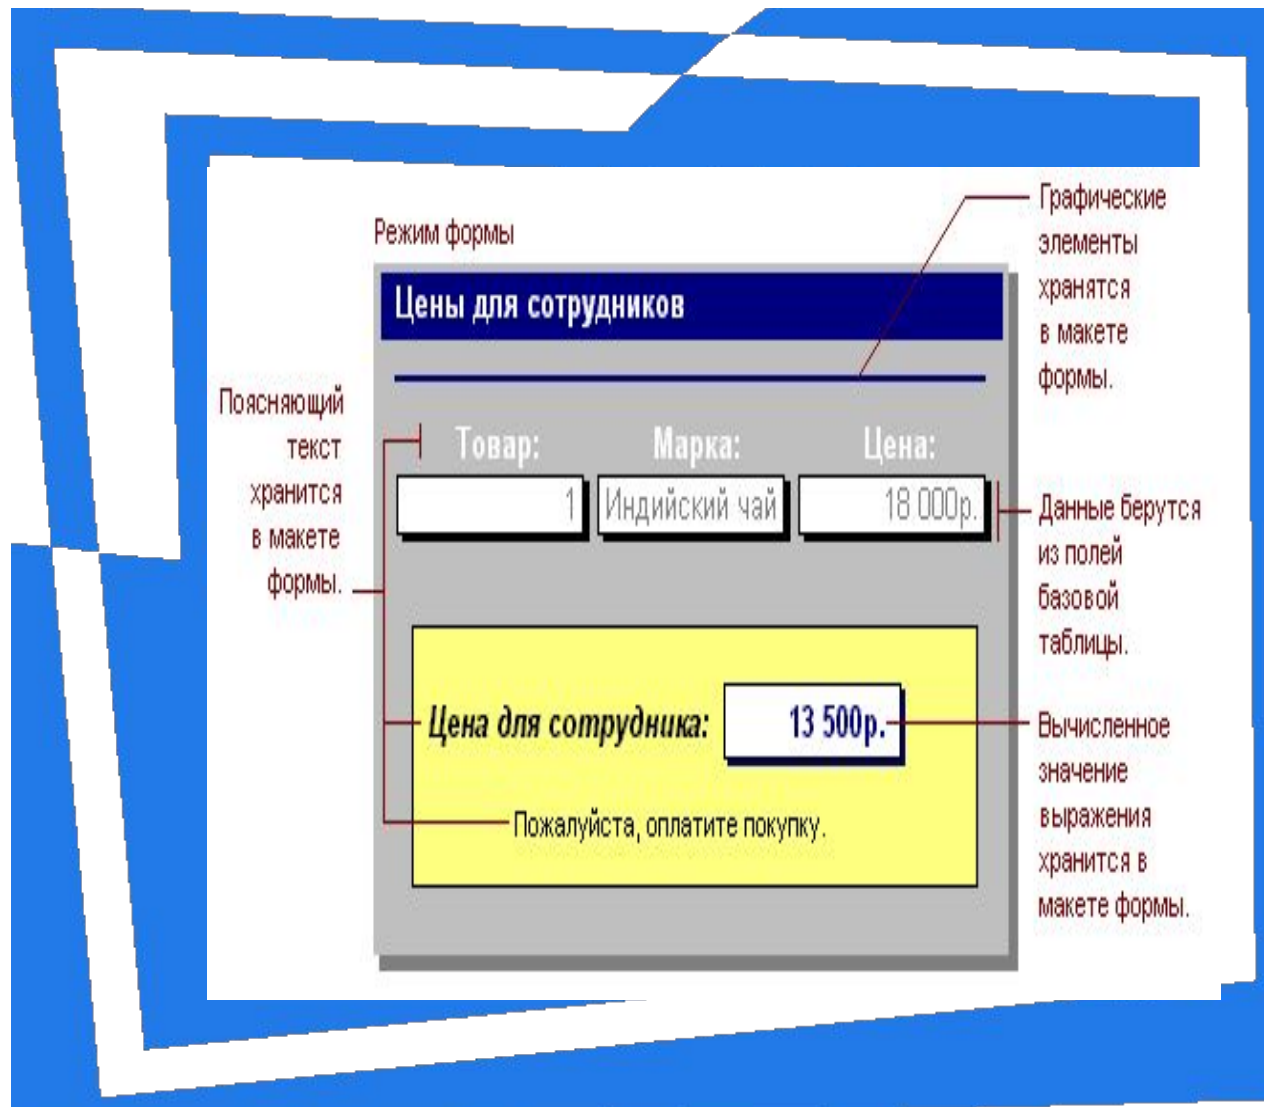 Режим формы
Цены для сотрудников
Графические
элементы
хранятся
в макете
формы.
Поясняющий
текст
хранится
в макете
формы.
Товар: Марка: Цена:
1 Индийский чай 18 000р.
Данные берутся
из полей
базовой
таблицы.
Цена для сотрудника: 13 500р.
Пожалуйста, оплатите покупку.
Вычисленное
значение
выражения
хранится в
макете формы.